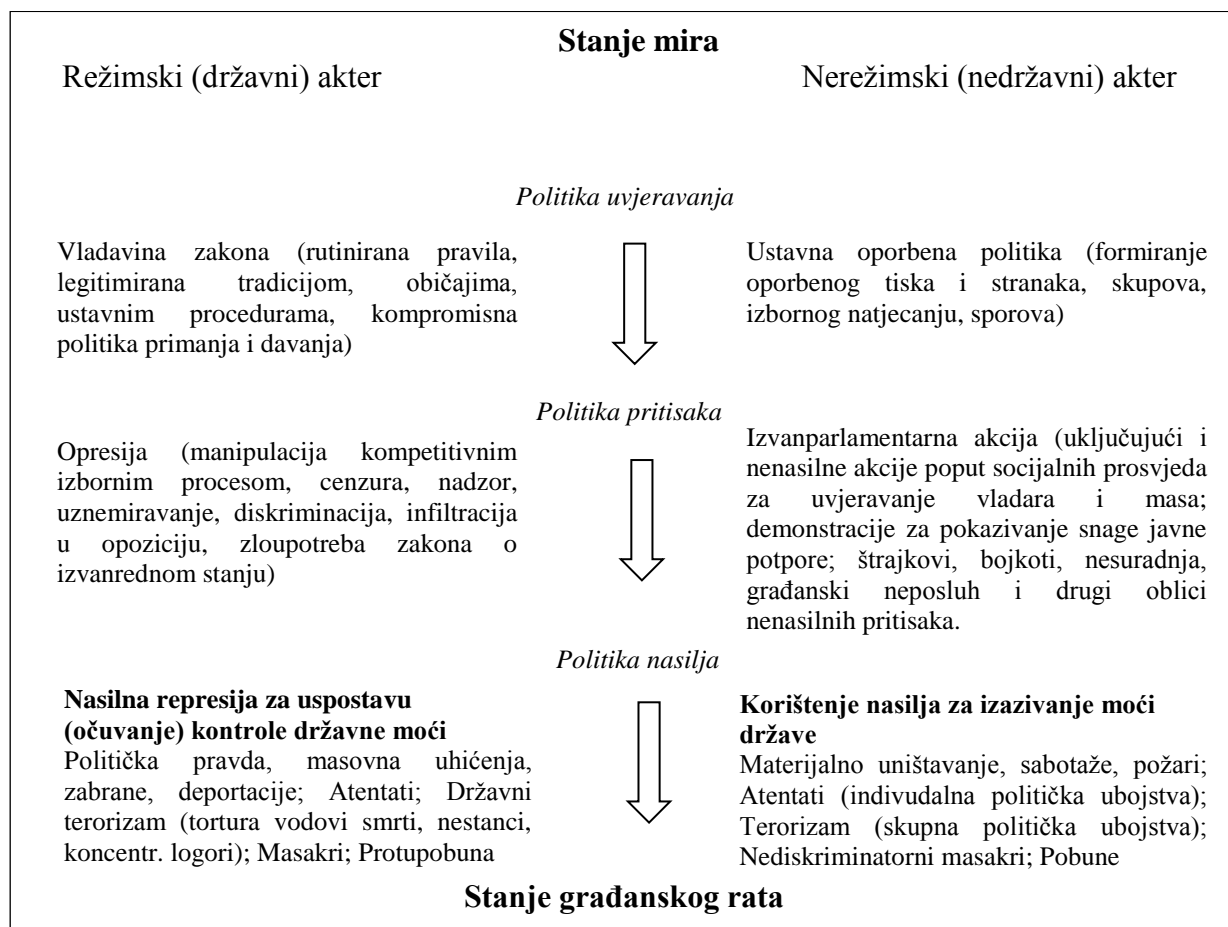 Stanje mira
Režimski (državni) akter
Nerežimski (nedržavni) akter
Politika uvjeravanja
Vladavina zakona (rutinirana pravila,
legitimirana tradicijom, običajima,
ustavnim procedurama, kompromisna
politika primanja i davanja)
Ustavna oporbena politika (formiranje
oporbenog tiska i stranaka, skupova,
izbornog natjecanju, sporova)
Politika pritisaka
Opresija (manipulacija kompetitivnim
izbornim procesom, cenzura, nadzor,
uznemiravanje, diskriminacija, infiltracija
u opoziciju, zloupotreba zakona o
izvanrednom stanju)
Izvanparlamentarna akcija (uključujući i
nenasilne akcije poput socijalnih prosvjeda
za uvjeravanje vladara i masa;
demonstracije za pokazivanje snage javne
potpore; štrajkovi, bojkoti, nesuradnja,
građanski neposluh i drugi oblici
nenasilnih pritisaka.
Politika nasilja
Nasilna represija za uspostavu
(očuvanje) kontrole državne moći
Politička pravda, masovna uhićenja,
zabrane, deportacije; Atentati; Državni
terorizam (tortura vodovi smrti, nestanci,
koncentr. logori); Masakri; Protupobuna
Korištenje nasilja za izazivanje moći
države
Materijalno uništavanje, sabotaže, požari;
Atentati (indivudalna politička ubojstva);
Terorizam (skupna politička ubojstva);
Nediskriminatorni masakri; Pobune
Stanje građanskog rata